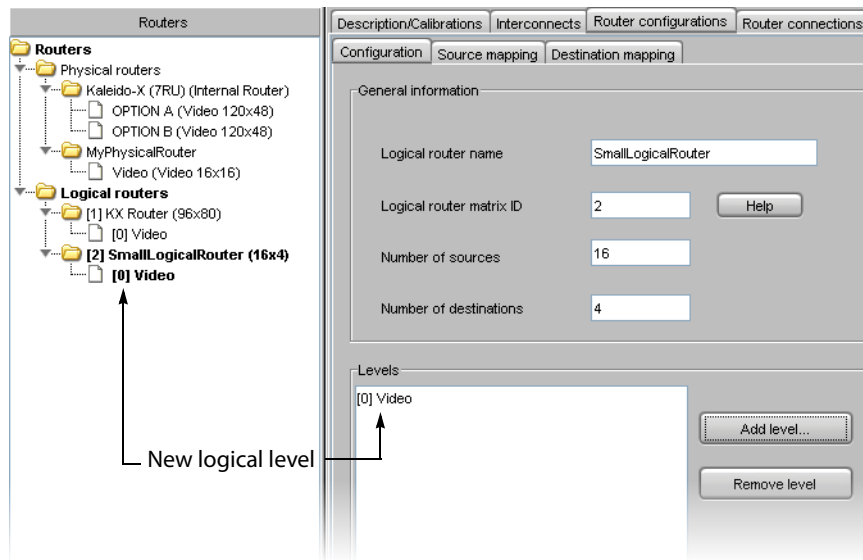 Routers
Routers
Physical routers
Kaleido-X (7RU) (Internal Router)
OPTION A (Video 120x48)
OPTION B (Video 120x48)
MyPhysicalRouter
Video (Video 16x16)
Logical routers
[1] KX Router (96x80)
[0] Video
[2] SmallLogicalRouter (16x4)
[0] Video
New logical level
Description/Calibrations Interconnects Router configurations Router connections
Configuration Source mapping Destination mapping
General information
Logical router name SmallLogicalRouter
Logical router matrix ID 2 Help
Number of sources 16
Number of destinations 4
Levels
[0] Video
Add level...
Remove level